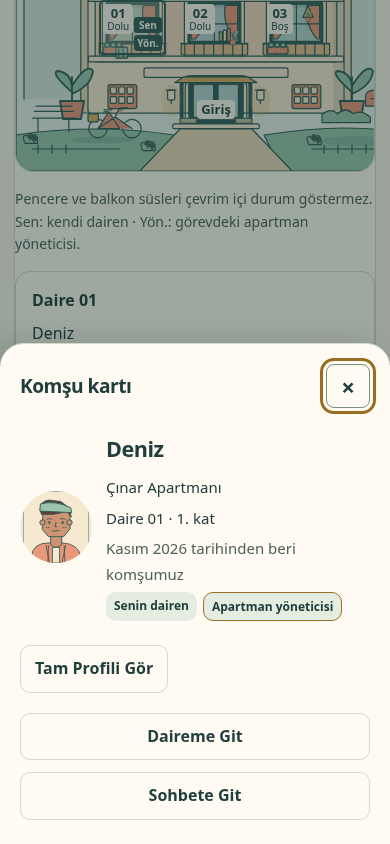 01
Dolu
Sen
Yön.
02
Dolu
03
Boş
Giriş
Pencere ve balkon süsleri çevrim içi durum göstermez.
Sen: kendi dairen · Yön.: görevdeki apartman
yöneticisi.
Daire 01
Deniz
Komşu kartı
×
Deniz
Çınar Apartmanı
Daire 01 · 1. kat
Kasım 2026 tarihinden beri
komşumuz
Senin dairen
Apartman yöneticisi
Tam Profili Gör
Daireme Git
Sohbete Git